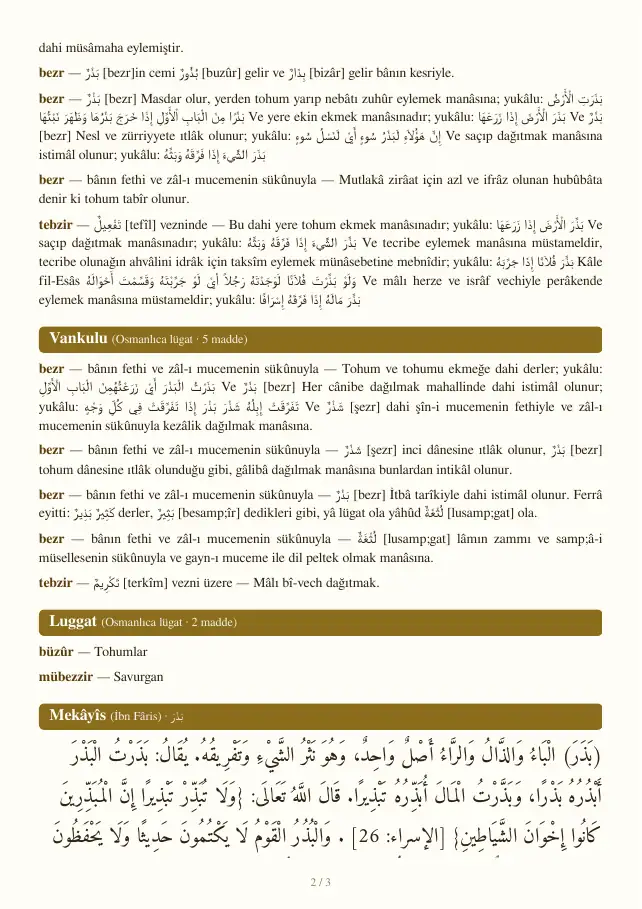 dahi müsâmaha eylemiştir.
bezr — بَذْرٌ [bezr]in cemi بُذُورٌ [buzûr] gelir ve بِذَارٌ [bizâr] gelir bânın kesriyle.
bezr — بَذْرٌ [bezr] Masdar olur, yerden tohum yarıp nebâtı zuhûr eylemek manâsına; yukâlu: بَذَرَتِ الْأَرْضُ
بَذْرًا مِنَ الْبَابِ الْأَوَّلِ إِذَا خَرَجَ بَذْرُهَا وَظَهَرَ نَبْتُهَا Ve yere ekin ekmek manâsınadır; yukâlu: بَذَرَ الْأَرْضَ إِذَا زَرَعَهَا Ve بَذْرٌ
[bezr] Nesl ve zürriyete ıtlâk olunur; yukâlu: إِنَّ هَؤُلَاءِ لَبَذْرُ سُوءٍ أَيْ لَنَسْلُ سُوءٍ Ve saçıp dağıtmak manâsına
istimâl olunur; yukâlu: بَذَرَ الشَّيءَ إِذَا فَرَّقَهُ وَبَثَّهُ
bezr — bânın fethi ve zâl-ı mucemenin sükûnuyla — Mutlakâ zirâat için azl ve ifrâz olunan hubûbâta
denir ki tohum tabîr olunur.
tebzir — تَفْعِيلٌ [tefîl] vezninde — Bu dahi yere tohum ekmek manâsınadır; yukâlu: بَذَّرَ الْأَرْضَ إِذَا زَرَعَهَا Ve
saçıp dağıtmak manâsınadır; yukâlu: بَذَّرَ الشَّيءَ إِذَا فَرَّقَهُ وَبَثَّهُ Ve tecribe eylemek manâsına müstameldir,
tecribe olunağın ahvâlini idrâk için taksîm eylemek münâsebetine mebnîdir; yukâlu: بَذَّرَ فُلَانًا إِذَا جَرَّبَهُ Kâle
fil-Esâs وَلَوْ بَذَّرْتَ فُلَانًا لَوَجَدْتَهُ رَجُلاً أَيْ لَوْ جَرَّبْتَهُ وَقَسَّمْتَ أَحْوَالَهُ Ve mâlı herze ve isrâf vechiyle perâkende
eylemek manâsına müstameldir; yukâlu: بَذَّرَ مَالَهُ إِذَا فَرَّقَهُ إِسْرَافًا
Vankulu (Osmanlıca lügat · 5 madde)
bezr — bânın fethi ve zâl-ı mucemenin sükûnuyla — Tohum ve tohumu ekmeğe dahi derler; yukâlu:
بَذَرْتُ الْبَذْرَ أَيْ زَرَعْتُهُمِنْ الْبَابِ الْأَوَّلِ Ve بَذْرٌ [bezr] Her cânibe dağılmak mahallinde dahi istimâl olunur;
yukâlu: تَفَرَّقَتْ إِبِلُهُ شَذَرَ بَذَرَ إِذَا تَفَرَّقَتْ فِى كُلِّ وَجْهٍ Ve شَذْرٌ [şezr] dahi şîn-i mucemenin fethiyle ve zâl-ı
mucemenin sükûnuyla kezâlik dağılmak manâsına.
bezr — bânın fethi ve zâl-ı mucemenin sükûnuyla — شَذْرٌ [şezr] inci dânesine ıtlâk olunur, بَذْرٌ [bezr]
tohum dânesine ıtlâk olunduğu gibi, gâlibâ dağılmak manâsına bunlardan intikâl olunur.
bezr — bânın fethi ve zâl-ı mucemenin sükûnuyla — بَذْرٌ [bezr] İtbâ tarîkiyle dahi istimâl olunur. Ferrâ
eyitti: كَثِيرٌ بَذِيرٌ derler, بَثِيرٌ [besamp;îr] dedikleri gibi, yâ lügat ola yâhûd لُثْغَةٌ [lusamp;gat] ola.
bezr — bânın fethi ve zâl-ı mucemenin sükûnuyla — لُثْغَةٌ [lusamp;gat] lâmın zammı ve samp;â-i
müsellesenin sükûnuyla ve gayn-ı muceme ile dil peltek olmak manâsına.
tebzir — تَكْرِيمٌ [terkîm] vezni üzere — Mâlı bî-vech dağıtmak.
Luggat (Osmanlıca lügat · 2 madde)
büzûr — Tohumlar
mübezzir — Savurgan
Mekâyîs (İbn Fâris) · بَذَرَ
(بَذَرَ) الْبَاءُ وَالذَّالُ وَالرَّاءُ أَصْلٌ وَاحِدٌ، وَهُوَ نَثْرُ الشَّيْءِ وَتَفْرِيقُهُ. يُقَالُ: بَذَرْتُ الْبَذْرَ
أَبْذُرُهُ بَذْرًا، وَبَذَّرْتُ الْمَالَ أُبَذِّرُهُ تَبْذِيرًا. قَالَ اللَّهُ تَعَالَى: {وَلَا تُبَذِّرْ تَبْذِيرًا إِنَّ الْمُبَذِّرِينَ
كَانُوا إِخْوَانَ الشَّيَاطِينِ} [الإسراء: 26] . وَالْبُذُرُ الْقَوْمُ لَا يَكْتُمُونَ حَدِيثًا وَلَا يَحْفَظُونَ
2 / 3